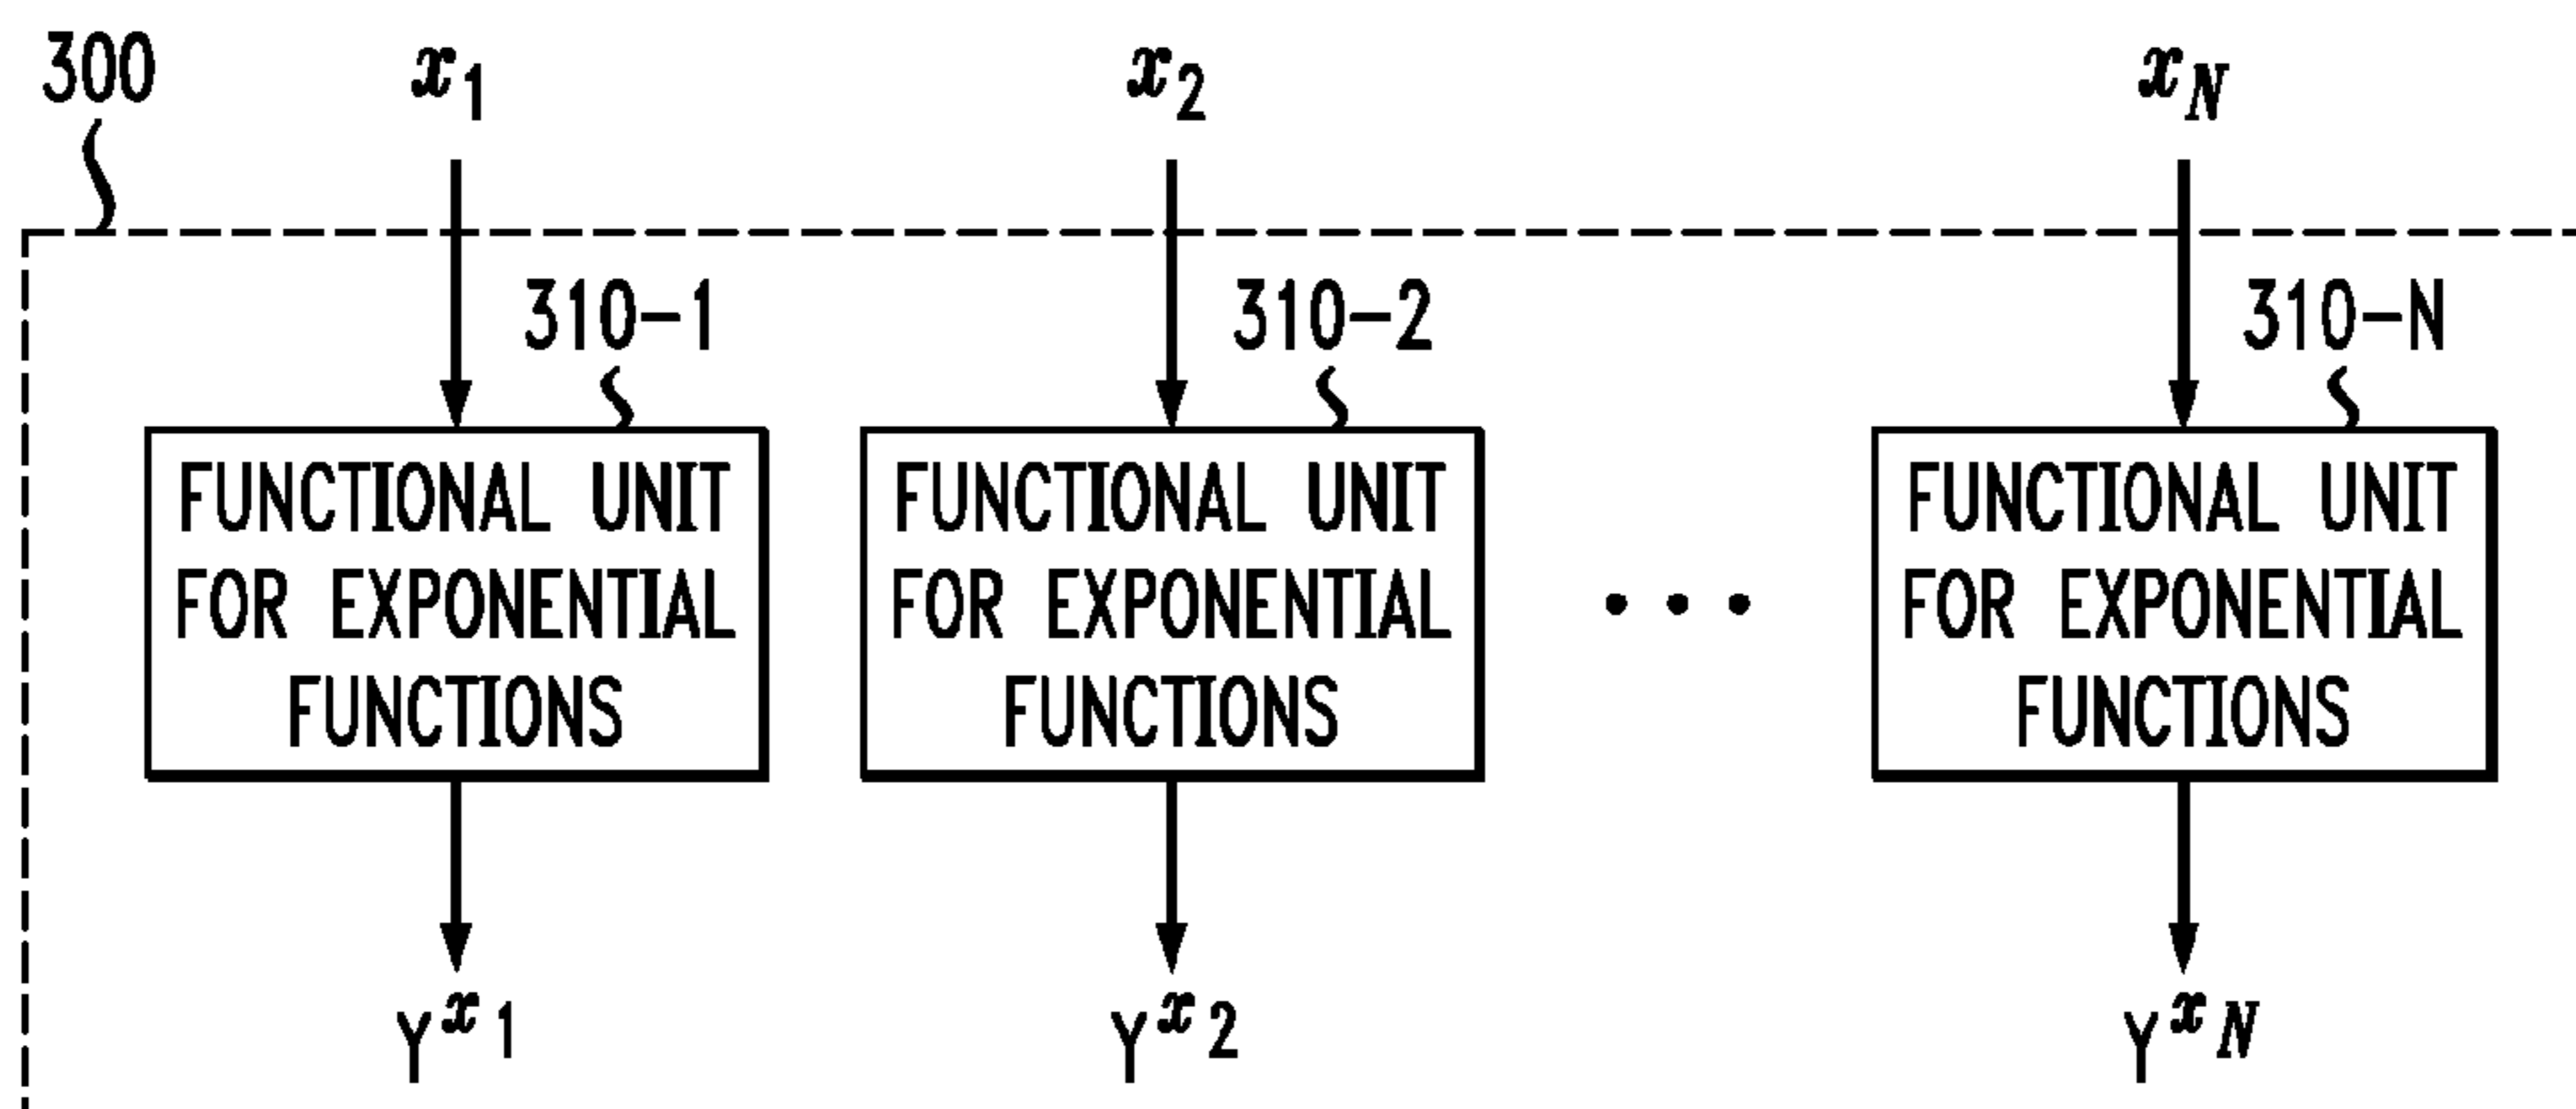 300
x1
x2
xN
310-1
310-2
310-N
FUNCTIONAL UNIT
FOR EXPONENTIAL
FUNCTIONS
FUNCTIONAL UNIT
FOR EXPONENTIAL
FUNCTIONS
• • •
FUNCTIONAL UNIT
FOR EXPONENTIAL
FUNCTIONS
Yx1
Yx2
YxN